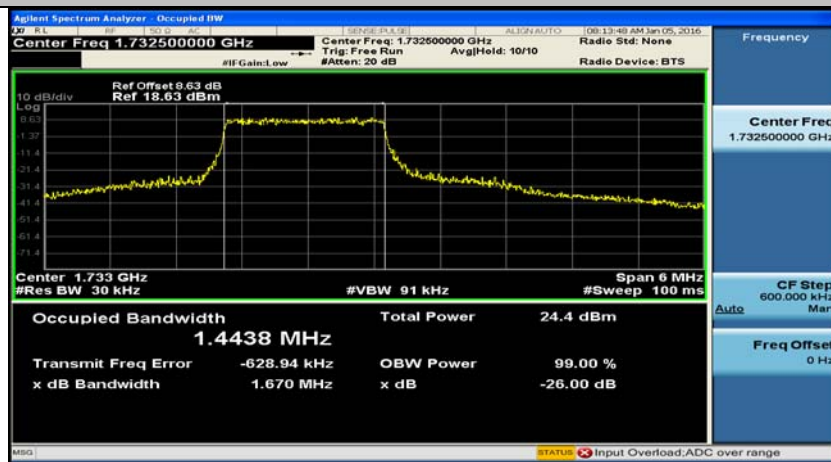 Agilent Spectrum Analyzer - Occupied BW
LXI RL RF 50 Ω AC SENSE:PULSE ALIGN AUTO 08:13:48 AM Jan 05, 2016
Center Freq 1.732500000 GHz
Center Freq: 1.732500000 GHz
Radio Std: None
Trig: Free Run Avg|Hold: 10/10
#IFGain:Low #Atten: 20 dB Radio Device: BTS
Frequency
Ref Offset 8.63 dB
10 dB/div Ref 18.63 dBm
Log
8.63
-1.37
-11.4
-21.4
-31.4
-41.4
-51.4
-61.4
-71.4
Center 1.733 GHz Span 6 MHz
#Res BW 30 kHz #VBW 91 kHz #Sweep 100 ms
Occupied Bandwidth Total Power 24.4 dBm
1.4438 MHz
Transmit Freq Error -628.94 kHz OBW Power 99.00 %
x dB Bandwidth 1.670 MHz x dB -26.00 dB
Center Freq
1.732500000 GHz
CF Step
600.000 kHz
Auto Man
Freq Offset
0 Hz
MSG STATUS Input Overload;ADC over range